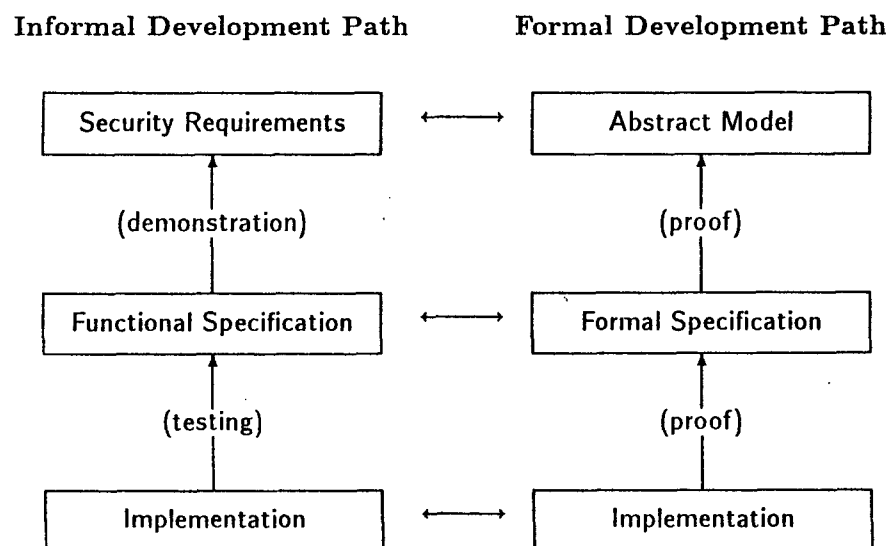 Informal Development Path
Formal Development Path
Security Requirements
Abstract Model
(demonstration)
(proof)
Functional Specification
Formal Specification
(testing)
(proof)
Implementation
Implementation